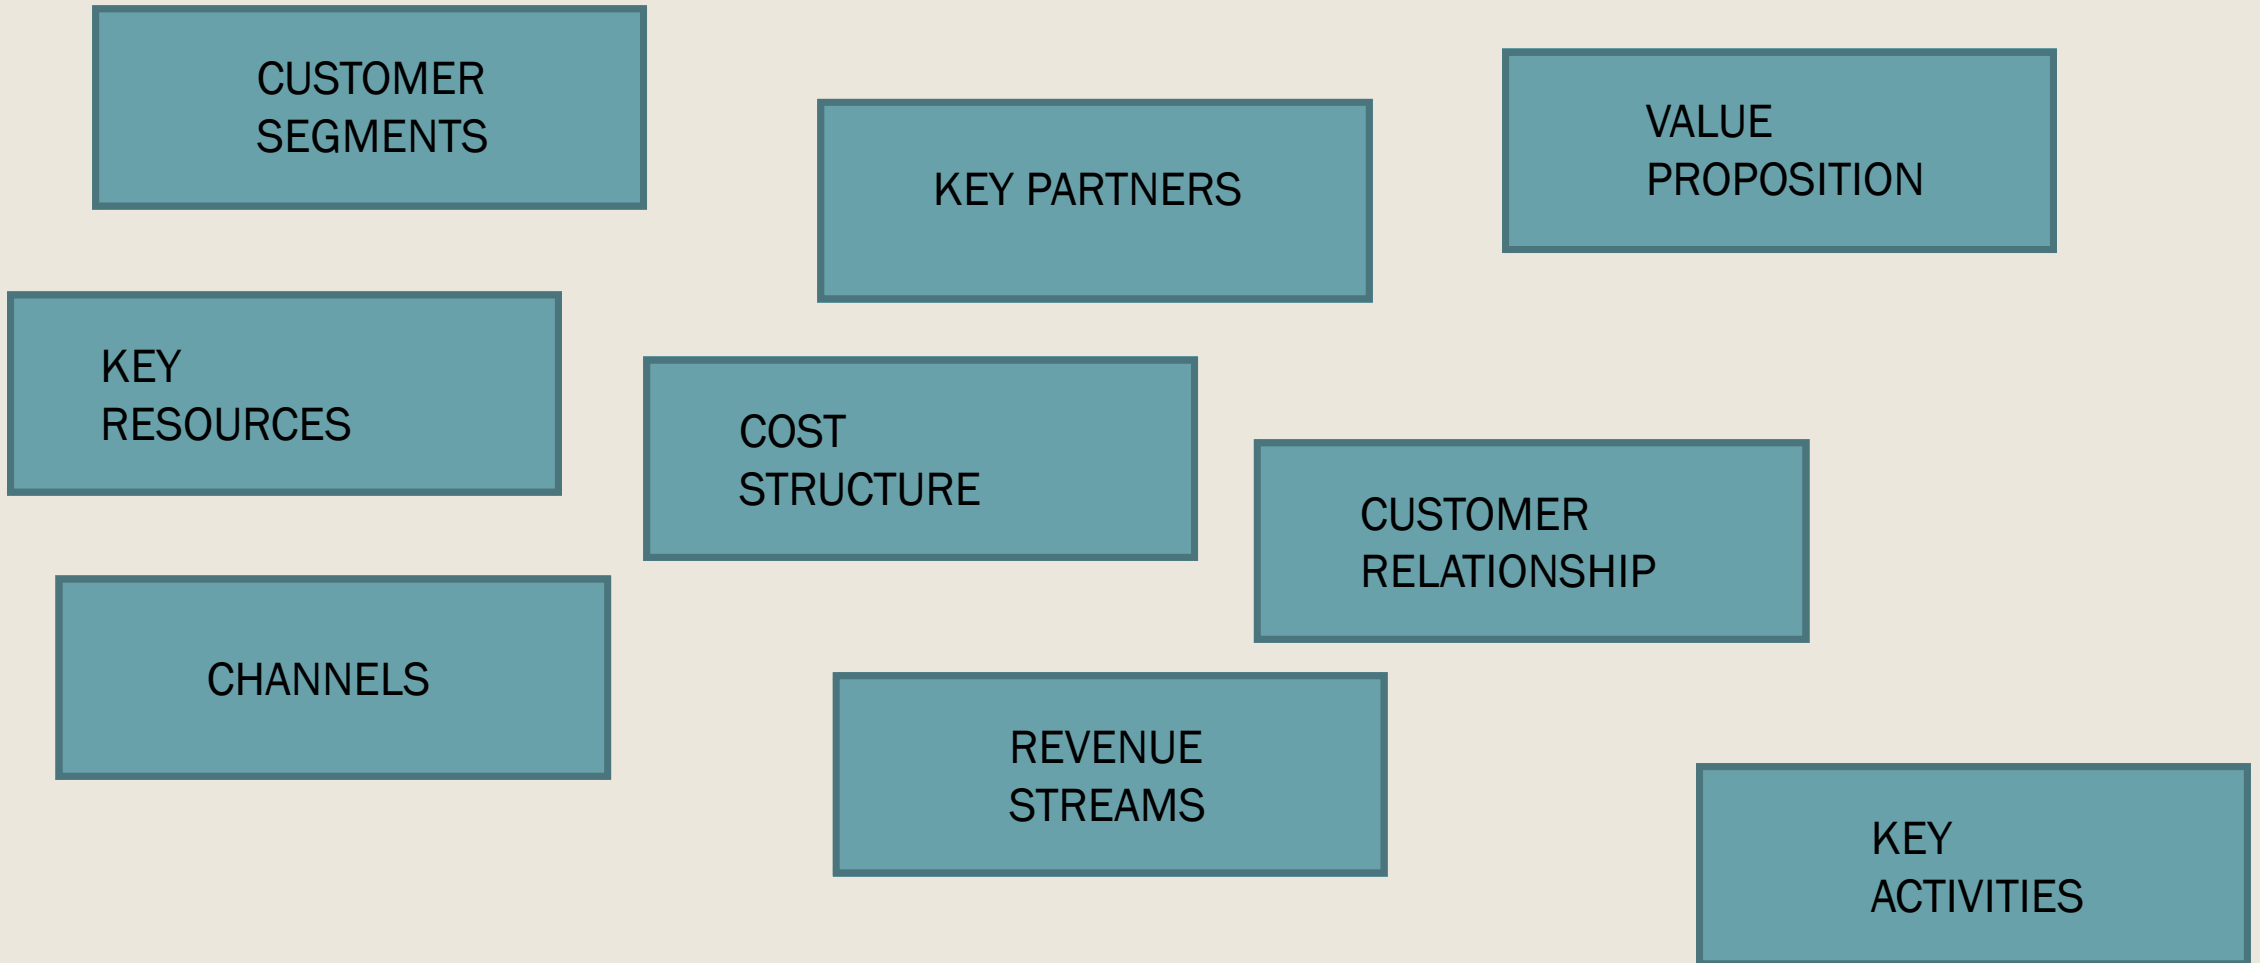 CUSTOMER
SEGMENTS
KEY PARTNERS
VALUE
PROPOSITION
KEY
RESOURCES
COST
STRUCTURE
CUSTOMER
RELATIONSHIP
CHANNELS
REVENUE
STREAMS
KEY
ACTIVITIES